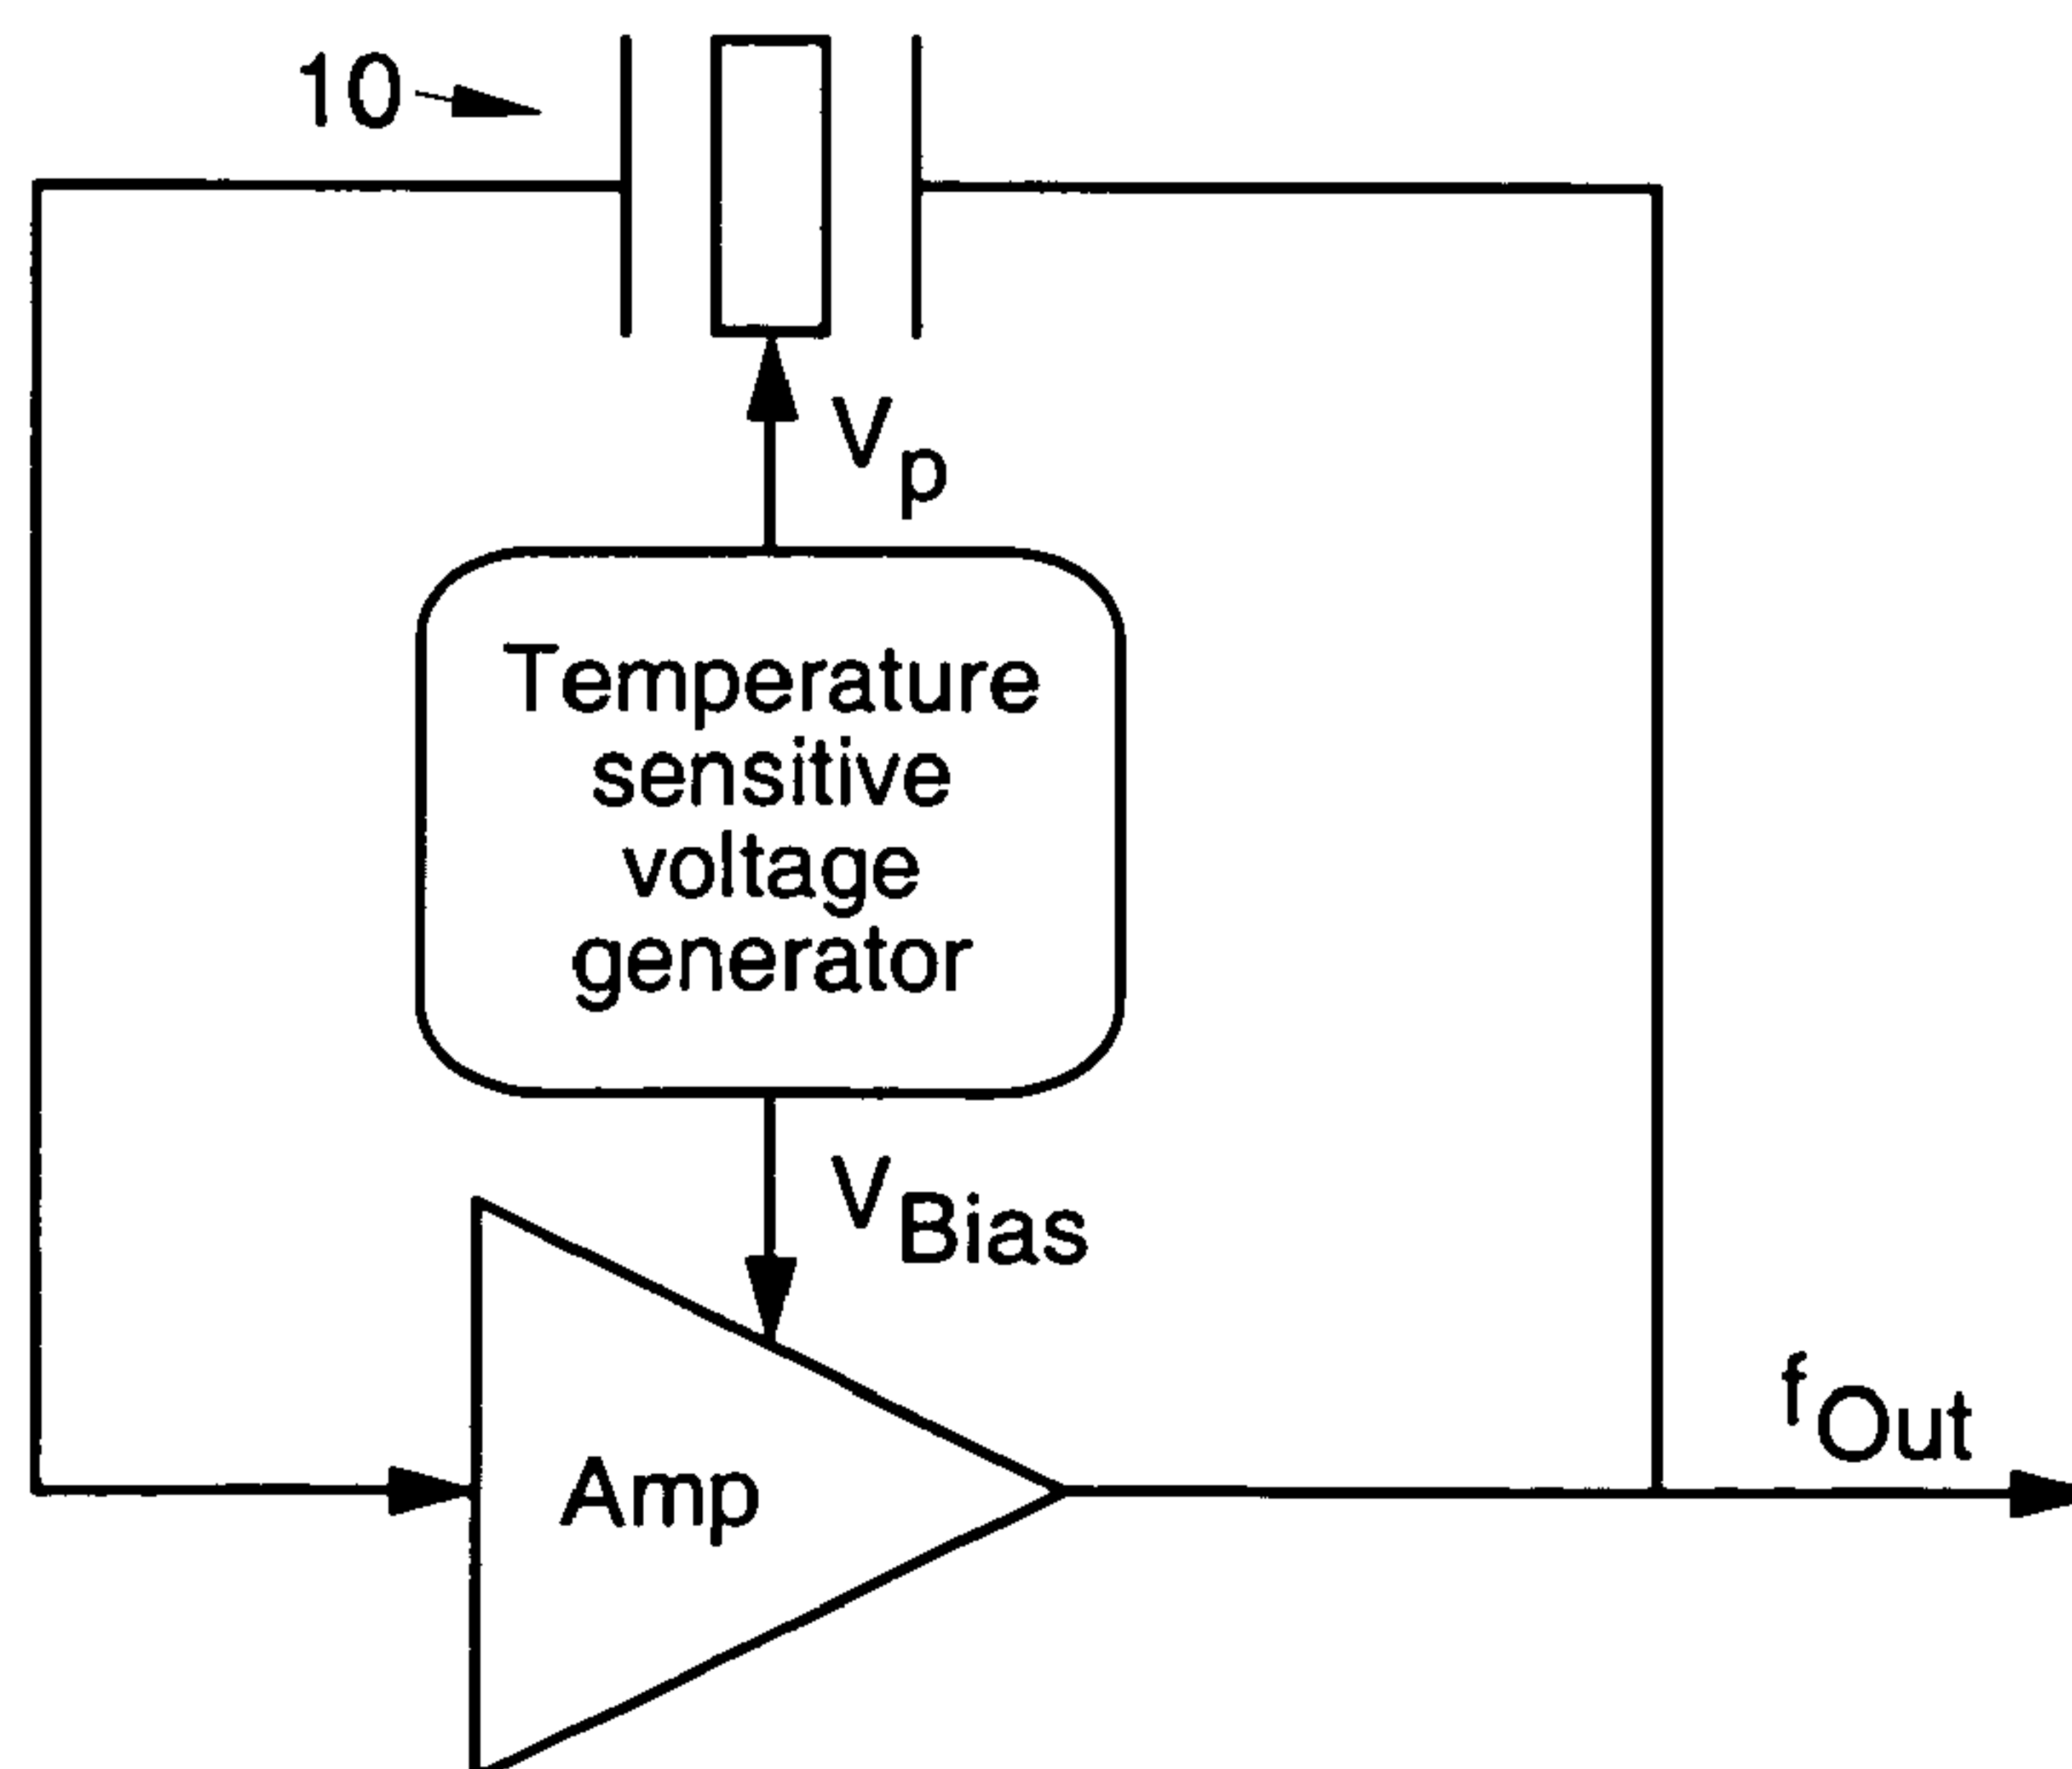 10
Vp
Temperature
sensitive
voltage
generator
VBias
fOut
Amp